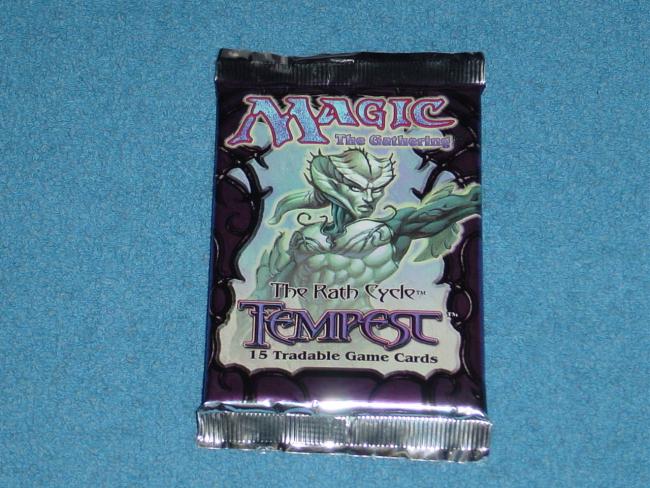 Magic
The Gathering
The Rath Cycle™
Tempest™
15 Tradable Game Cards